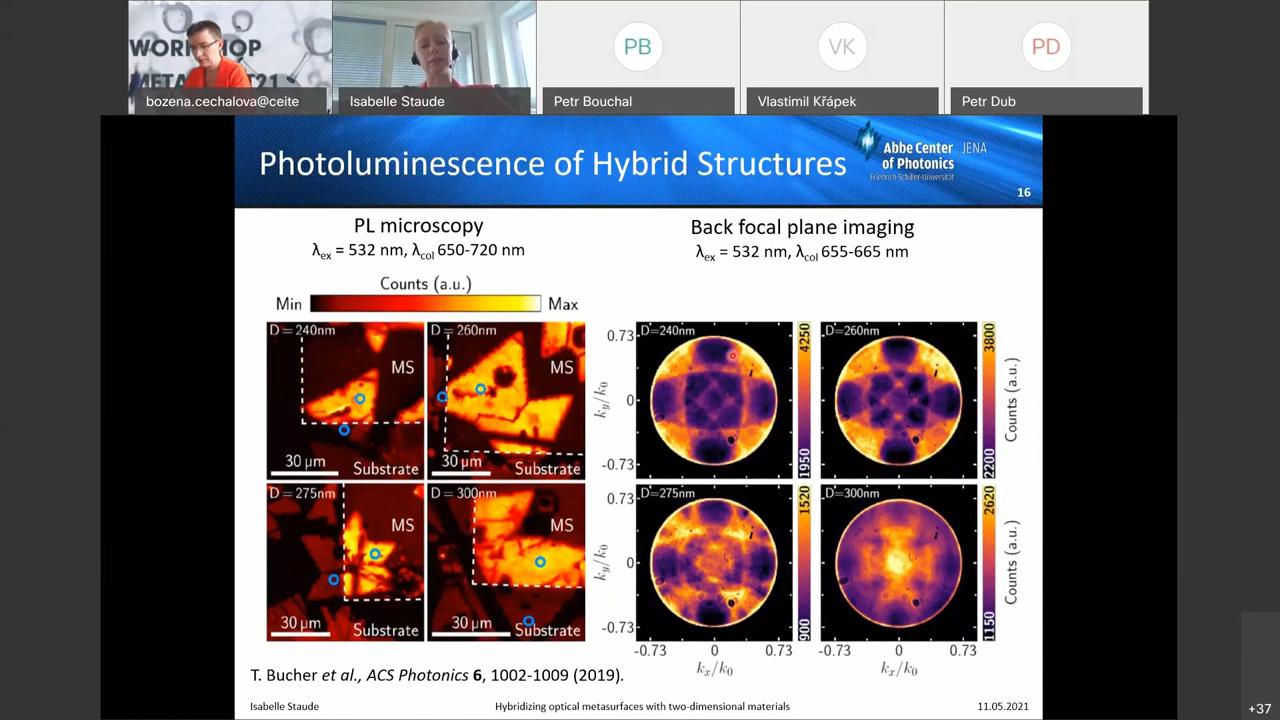 WORKSHOP
bozena.cechalova@ceite
Isabelle Staude
PB
Petr Bouchal
VK
Vlastimil Křápek
PD
Petr Dub
Photoluminescence of Hybrid Structures
Abbe Center
of Photonics
JENA
Friedrich-Schiller-Universität
16
PL microscopy
λex = 532 nm, λcol 650-720 nm
Back focal plane imaging
λex = 532 nm, λcol 655-665 nm
Counts (a.u.)
Min
Max
D=240nm
MS
30 µm
Substrate
D=260nm
MS
30 µm
Substrate
D=275nm
MS
30 µm
Substrate
D=300nm
MS
30 µm
Substrate
0.73
0
-0.73
ky/k0
D=240nm
4250
1950
D=260nm
3800
2200
Counts (a.u.)
0.73
0
-0.73
ky/k0
D=275nm
1520
900
D=300nm
2620
1150
Counts (a.u.)
-0.73 0 0.73
kx/k0
-0.73 0 0.73
kx/k0
T. Bucher et al., ACS Photonics 6, 1002-1009 (2019).
Isabelle Staude
Hybridizing optical metasurfaces with two-dimensional materials
11.05.2021
+37